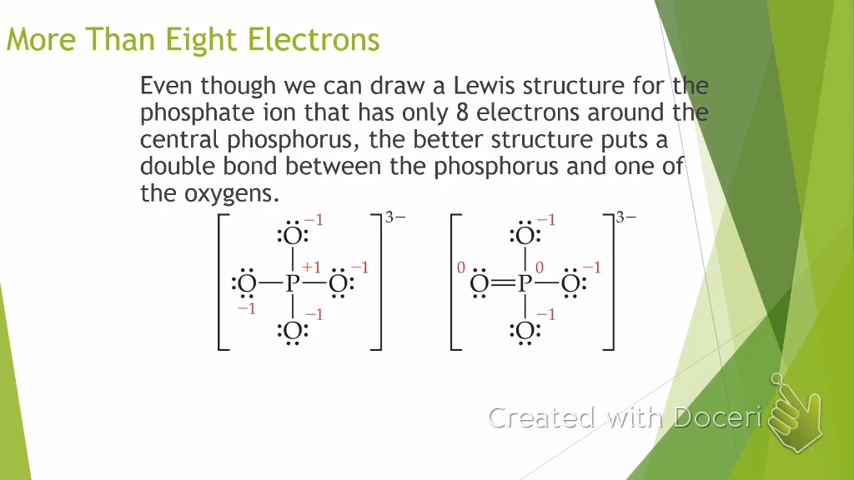 More Than Eight Electrons
Even though we can draw a Lewis structure for the
phosphate ion that has only 8 electrons around the
central phosphorus, the better structure puts a
double bond between the phosphorus and one of
the oxygens.
−1 3− −1 3−
O O
+1 −1 0 0 −1
O P O O P O
−1 −1 −1
O O
Created with Doceri